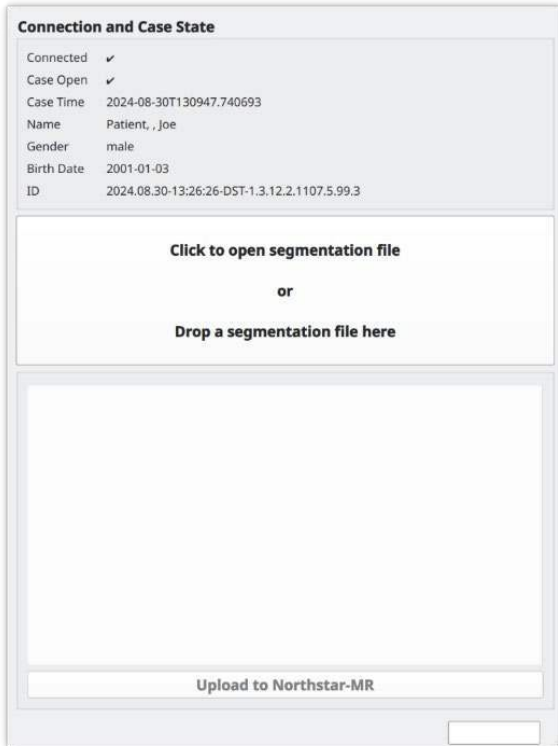 Connection and Case State
Connected ✔
Case Open ✔
Case Time 2024-08-30T130947.740693
Name Patient, , Joe
Gender male
Birth Date 2001-01-03
ID 2024.08.30-13:26:26-DST-1.3.12.2.1107.5.99.3
Click to open segmentation file
or
Drop a segmentation file here
Upload to Northstar-MR